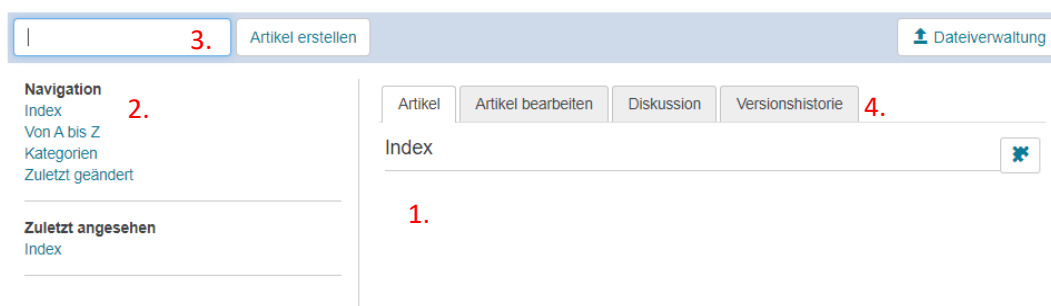 3. Artikel erstellen Dateiverwaltung
Navigation
Index
2.
Von A bis Z
Kategorien
Zuletzt geändert
Zuletzt angesehen
Index
Artikel Artikel bearbeiten Diskussion Versionshistorie 4.
Index
1.